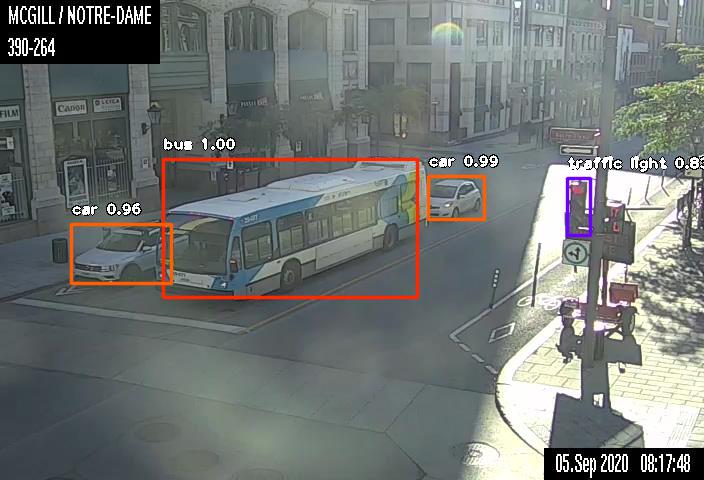 MCGILL / NOTRE-DAME
390-264
FILM
Canon
LEICA
bus 1.00
car 0.99
traffic light 0.83
car 0.96
05.Sep 2020 08:17:48